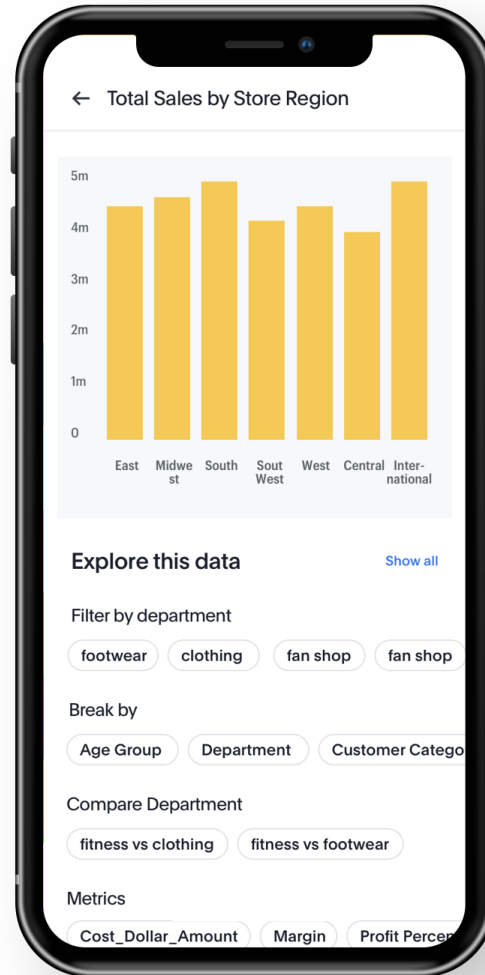 Total Sales by Store Region
5m
4m
3m
2m
1m
0
East Midwe South Sout West Central Inter-
st West national
Explore this data Show all
Filter by department
footwear clothing fan shop fan shop
Break by
Age Group Department Customer Catego
Compare Department
fitness vs clothing fitness vs footwear
Metrics
Cost_Dollar_Amount Margin Profit Percen